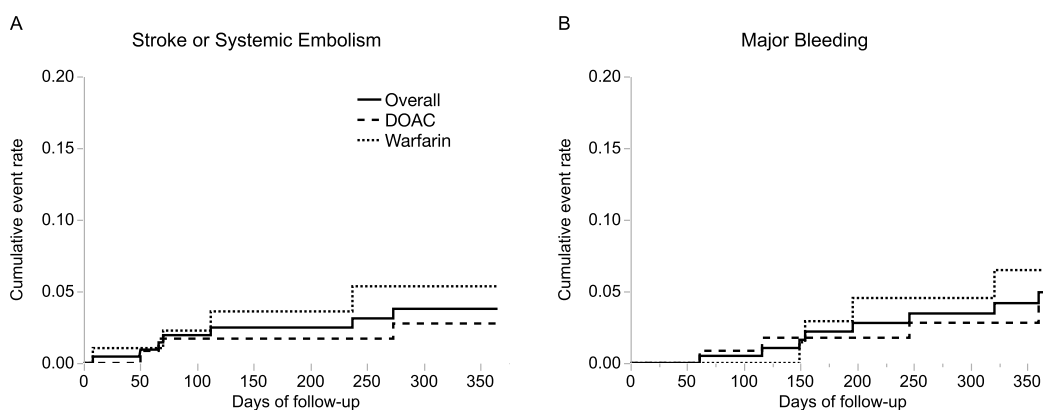 A
Stroke or Systemic Embolism
Cumulative event rate
0.20
0.15
0.10
0.05
0.00
0 50 100 150 200 250 300 350
Days of follow-up
Overall
DOAC
Warfarin
B
Major Bleeding
Cumulative event rate
0.20
0.15
0.10
0.05
0.00
0 50 100 150 200 250 300 350
Days of follow-up